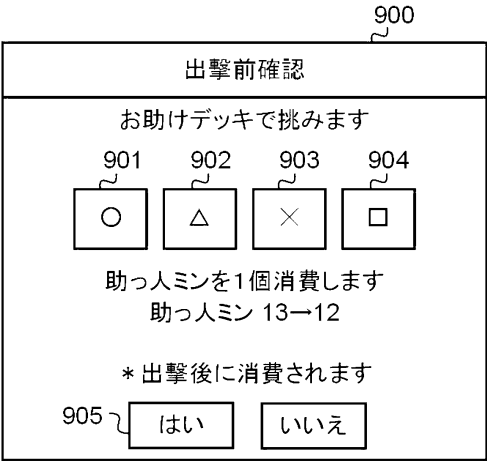 900
出撃前確認
お助けデッキで挑みます
901 902 903 904
○ △ × □
助っ人ミンを1個消費します
助っ人ミン 13→12
*出撃後に消費されます
905 はい いいえ